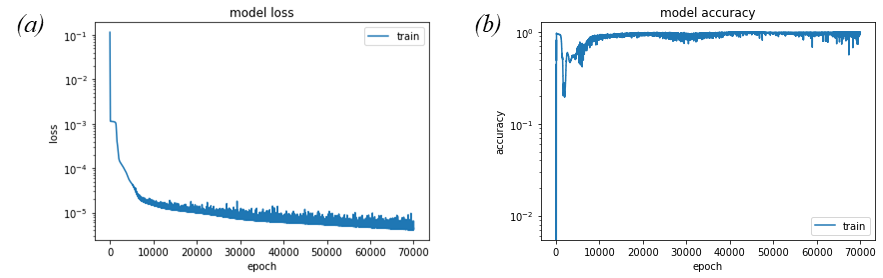 (a)
model loss
train
10⁻¹
10⁻²
10⁻³
10⁻⁴
10⁻⁵
loss
0 10000 20000 30000 40000 50000 60000 70000
epoch
(b)
model accuracy
10⁰
10⁻¹
10⁻²
accuracy
train
0 10000 20000 30000 40000 50000 60000 70000
epoch